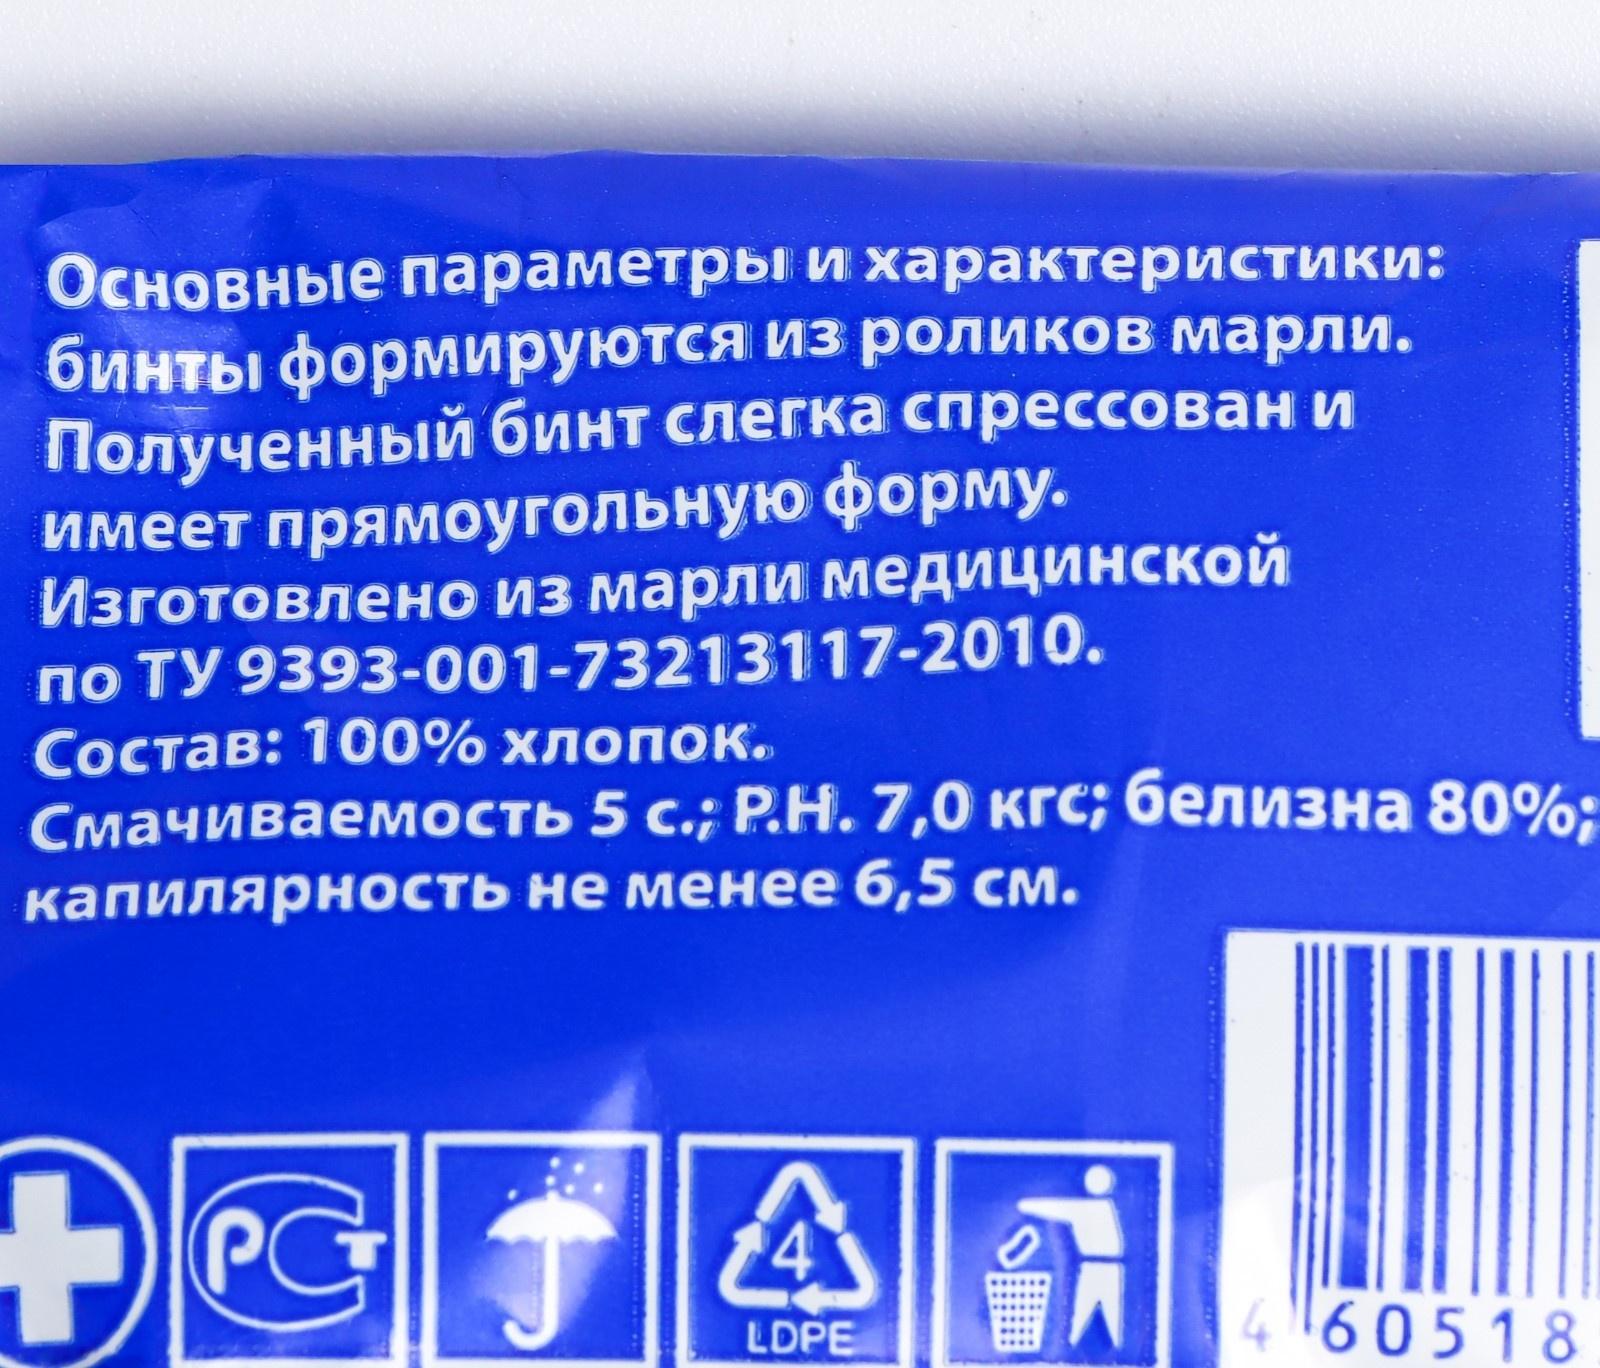 Основные параметры и характеристики:
бинты формируются из роликов марли.
Полученный бинт слегка спрессован и
имеет прямоугольную форму.
Изготовлено из марли медицинской
по ТУ 9393-001-73213117-2010.
Состав: 100% хлопок.
Смачиваемость 5 с.; Р.Н. 7,0 кгс; белизна 80%;
капилярность не менее 6,5 см.
РСТ
4
LDPE
4 60518